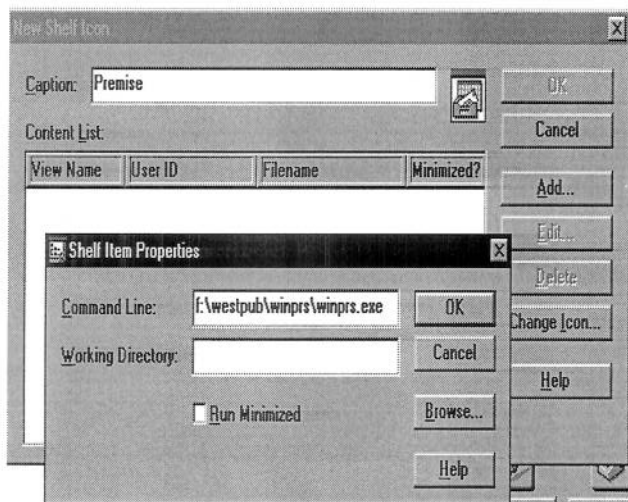 New Shelf Icon
Caption: Premise
OK
Content List:
Cancel
View Name User ID Filename Minimized?
Add...
Edit...
Delete
Change Icon...
Help
Shelf Item Properties
Command Line: f:\westpub\winprs\winprs.exe
OK
Working Directory:
Cancel
Run Minimized
Browse...
Help